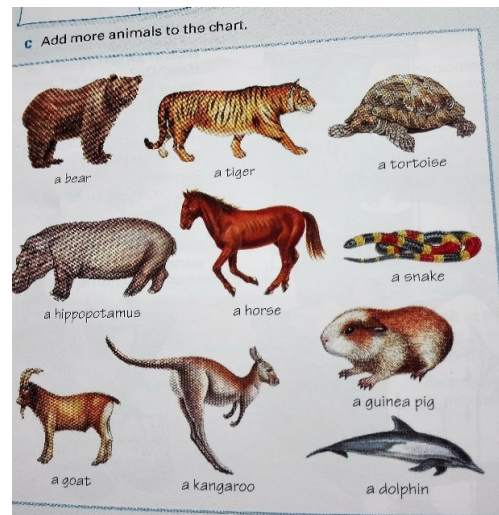 C Add more animals to the chart.
a bear
a tiger
a tortoise
a hippopotamus
a horse
a snake
a guinea pig
a goat
a kangaroo
a dolphin